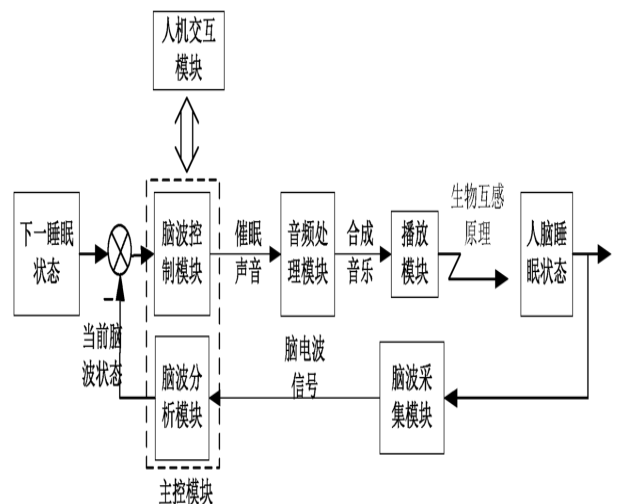 人机交互
模块
下一睡眠
状态
脑波控
制模块
催眠
声音
音频处
理模块
合成
音乐
播放
模块
生物互感
原理
人脑睡
眠状态
当前脑
波状态
脑波分
析模块
脑电波
信号
脑波采
集模块
主控模块